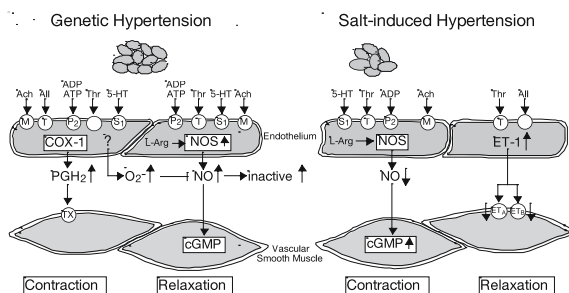 Genetic Hypertension Salt-induced Hypertension
ADP ADP
Ach AII ATP Thr 5-HT ATP Thr 5-HT Ach 5-HT Thr ADP Ach Thr AII
M T P2 S1 P2 T S1 M S1 T P2 M T
COX-1 ? L-Arg NOS Endothelium L-Arg NOS ET-1
PGH2 O2- NO Inactive NO
TX ETA ETB
cGMP Vascular cGMP
Smooth Muscle
Contraction Relaxation Contraction Relaxation